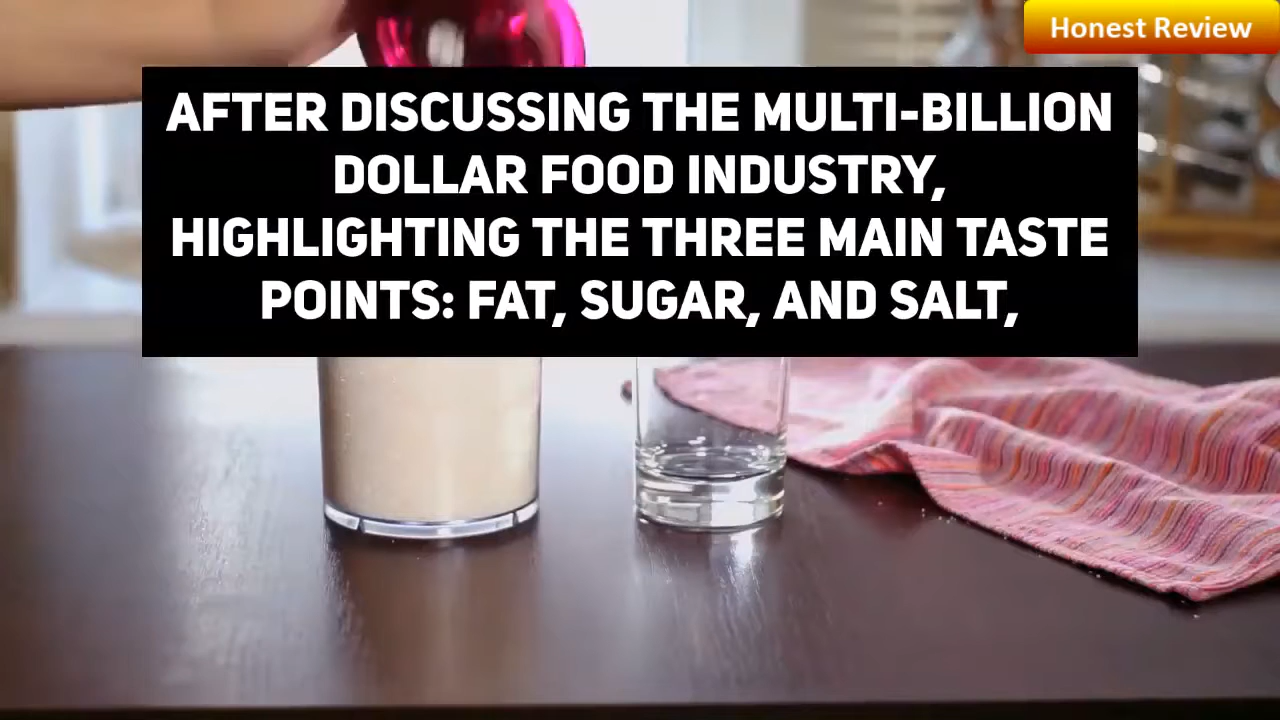 Honest Review
AFTER DISCUSSING THE MULTI-BILLION
DOLLAR FOOD INDUSTRY,
HIGHLIGHTING THE THREE MAIN TASTE
POINTS: FAT, SUGAR, AND SALT,